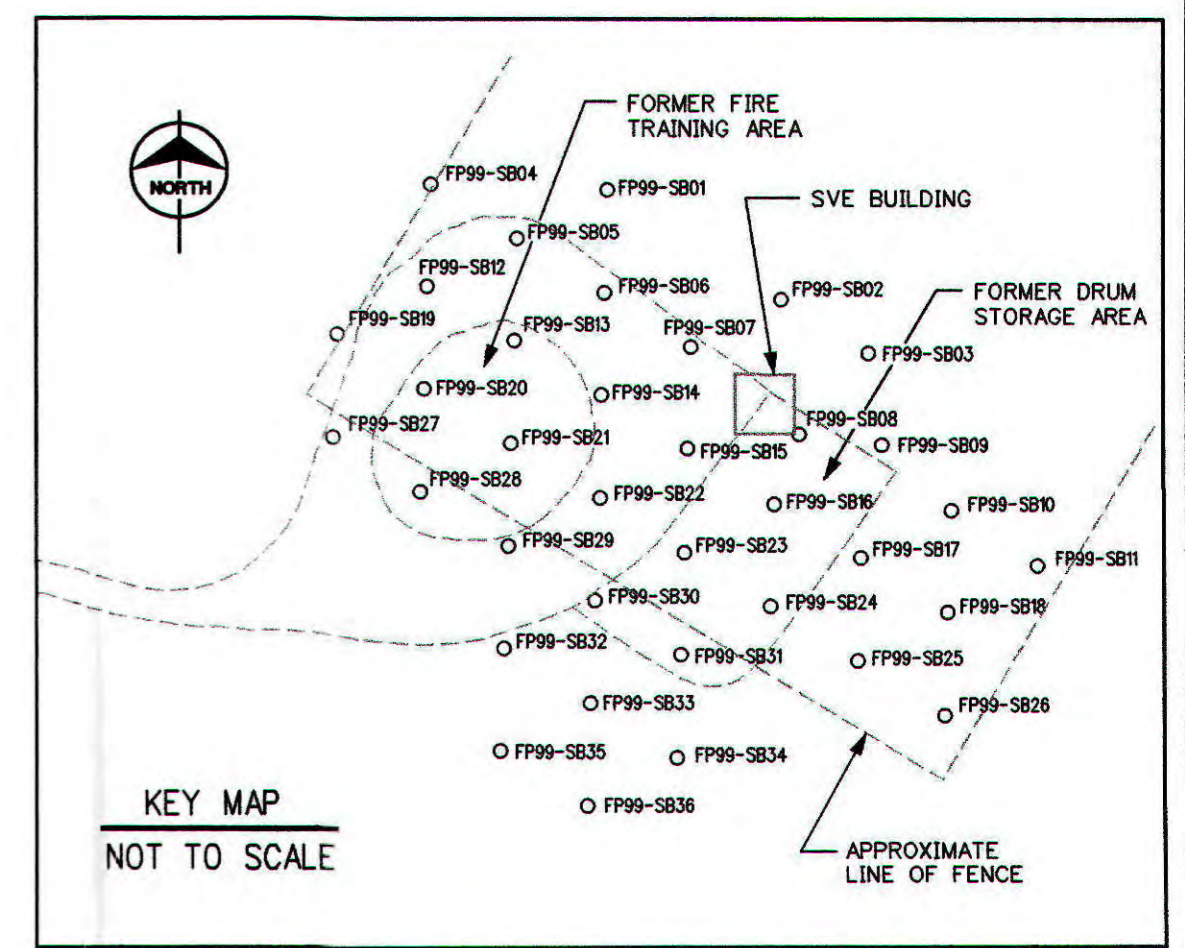 FORMER FIRE
TRAINING AREA
NORTH
FP99-SB04
FP99-SB01
SVE BUILDING
FP99-SB05
FP99-SB12
FP99-SB06
FP99-SB02
FORMER DRUM
STORAGE AREA
FP99-SB19
FP99-SB13
FP99-SB07
FP99-SB03
FP99-SB20
FP99-SB14
FP99-SB27
FP99-SB21
FP99-SB15
FP99-SB08
FP99-SB09
FP99-SB28
FP99-SB22
FP99-SB16
FP99-SB10
FP99-SB29
FP99-SB23
FP99-SB17
FP99-SB11
FP99-SB30
FP99-SB24
FP99-SB18
FP99-SB32
FP99-SB31
FP99-SB25
FP99-SB33
FP99-SB26
FP99-SB35
FP99-SB34
FP99-SB36
KEY MAP
NOT TO SCALE
APPROXIMATE
LINE OF FENCE